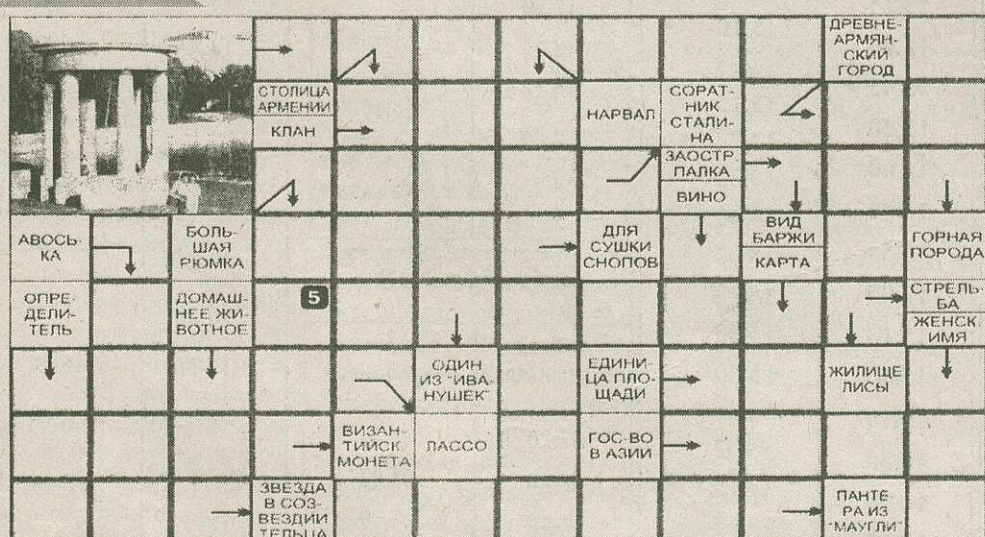 ДРЕВНЕ-
АРМЯН-
СКИЙ
ГОРОД
СТОЛИЦА
АРМЕНИИ
КЛАН
НАРВАЛ
СОРАТ-
НИК
СТАЛИ-
НА
ЗАОСТР
ПАЛКА
ВИНО
АВОСЬ-
КА
БОЛЬ-
ШАЯ
РЮМКА
ДЛЯ
СУШКИ
СНОПОВ
ВИД
БАРЖИ
КАРТА
ГОРНАЯ
ПОРОДА
ОПРЕ-
ДЕЛИ-
ТЕЛЬ
ДОМАШ-
НЕЕ ЖИ-
ВОТНОЕ
5
СТРЕЛЬ-
БА
ЖЕНСК.
ИМЯ
ОДИН
ИЗ "ИВА-
НУШЕК"
ЕДИНИ-
ЦА ПЛО-
ЩАДИ
ЖИЛИЩЕ
ЛИСЫ
ВИЗАН-
ТИЙСК.
МОНЕТА
ЛАССО
ГОС-ВО
В АЗИИ
ЗВЕЗДА
В СОЗ-
ВЕЗДИИ
ТЕЛЬЦА
ПАНТЕ-
РА ИЗ
"МАУГЛИ"